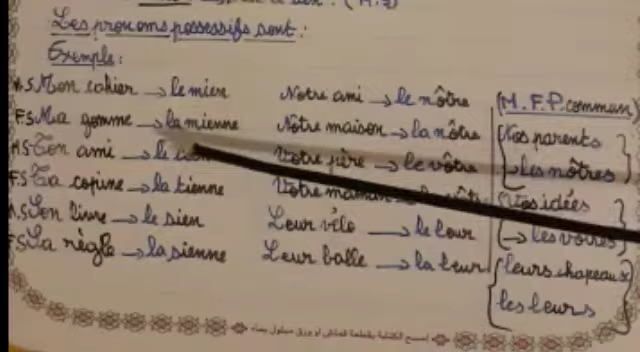 Les pronoms possessifs sont:
Exemple:
M.S Mon cahier → le mien Notre ami → le nôtre (M.F.P. commun)
F.S Ma gomme → la mienne Notre maison → la nôtre Nos parents
M.S Ton ami → le Votre père → le vôtre → les nôtres
F.S Ta copine → la tienne Votre maman Vos idées
M.S Son livre → le sien Leur vélo → le leur → les vôtres
F.S Sa règle → la sienne Leur balle → la leur leurs chapeaux
les leurs